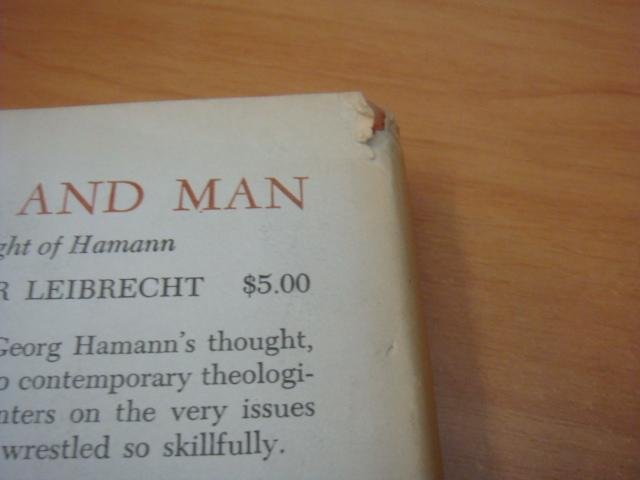 AND MAN
ght of Hamann
R LEIBRECHT $5.00
Georg Hamann's thought,
o contemporary theologi-
nters on the very issues
wrestled so skillfully.